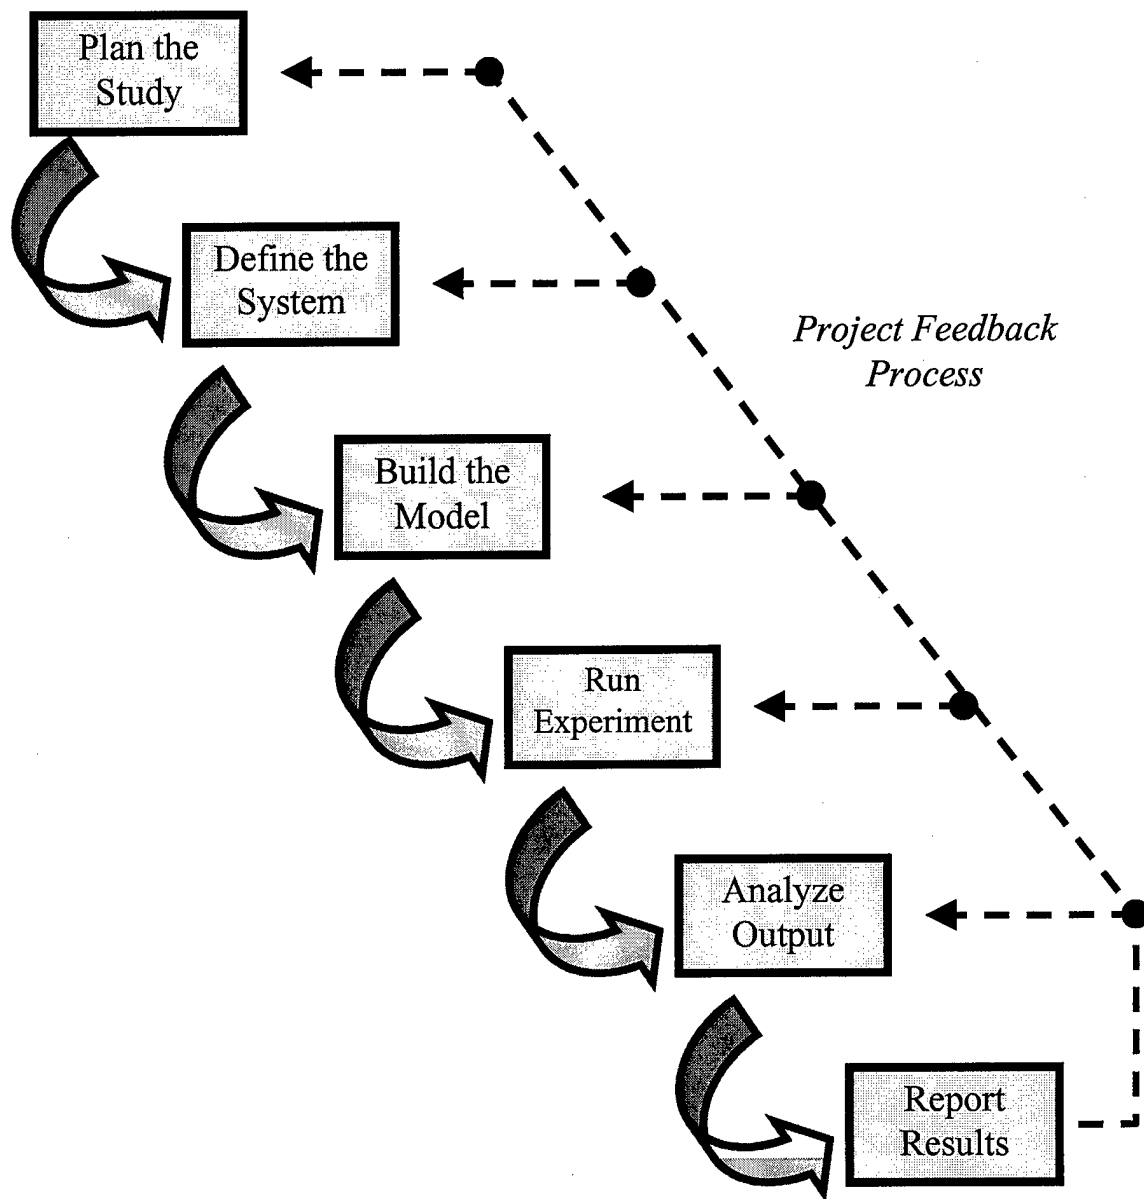 Plan the
Study
Define the
System
Project Feedback
Process
Build the
Model
Run
Experiment
Analyze
Output
Report
Results